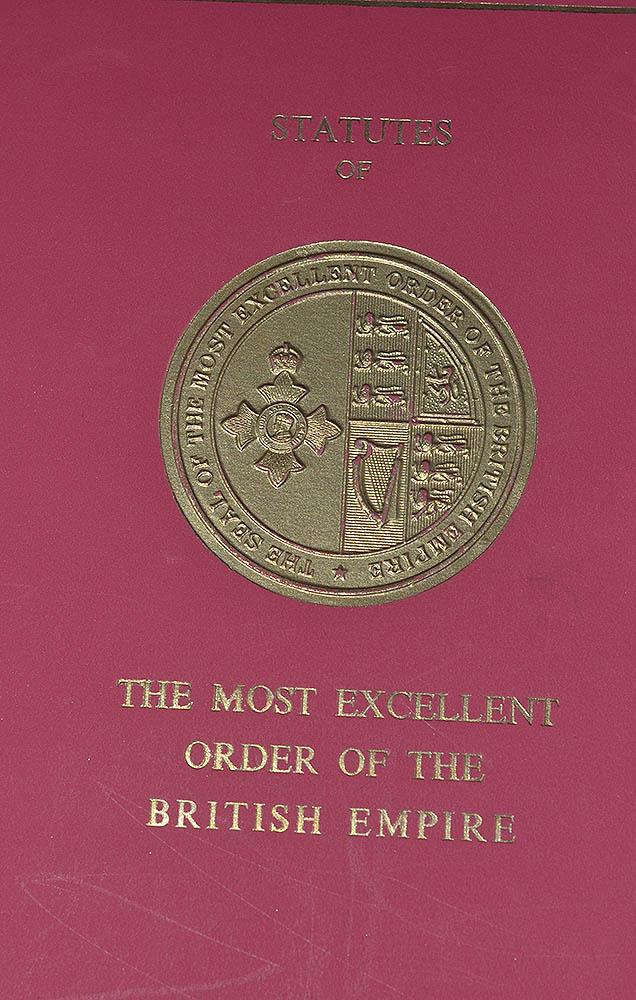 STATUTES
OF
THE SEAL OF THE MOST EXCELLENT ORDER OF THE BRITISH EMPIRE
THE MOST EXCELLENT
ORDER OF THE
BRITISH EMPIRE